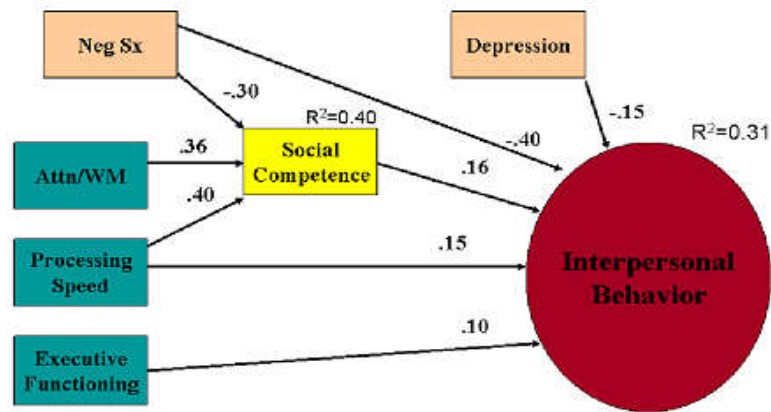 Neg Sx
Depression
-.30
R²=0.40
-.40
-.15
R²=0.31
Attn/WM
.36
Social
Competence
.16
.40
Processing
Speed
.15
Interpersonal
Behavior
Executive
Functioning
.10